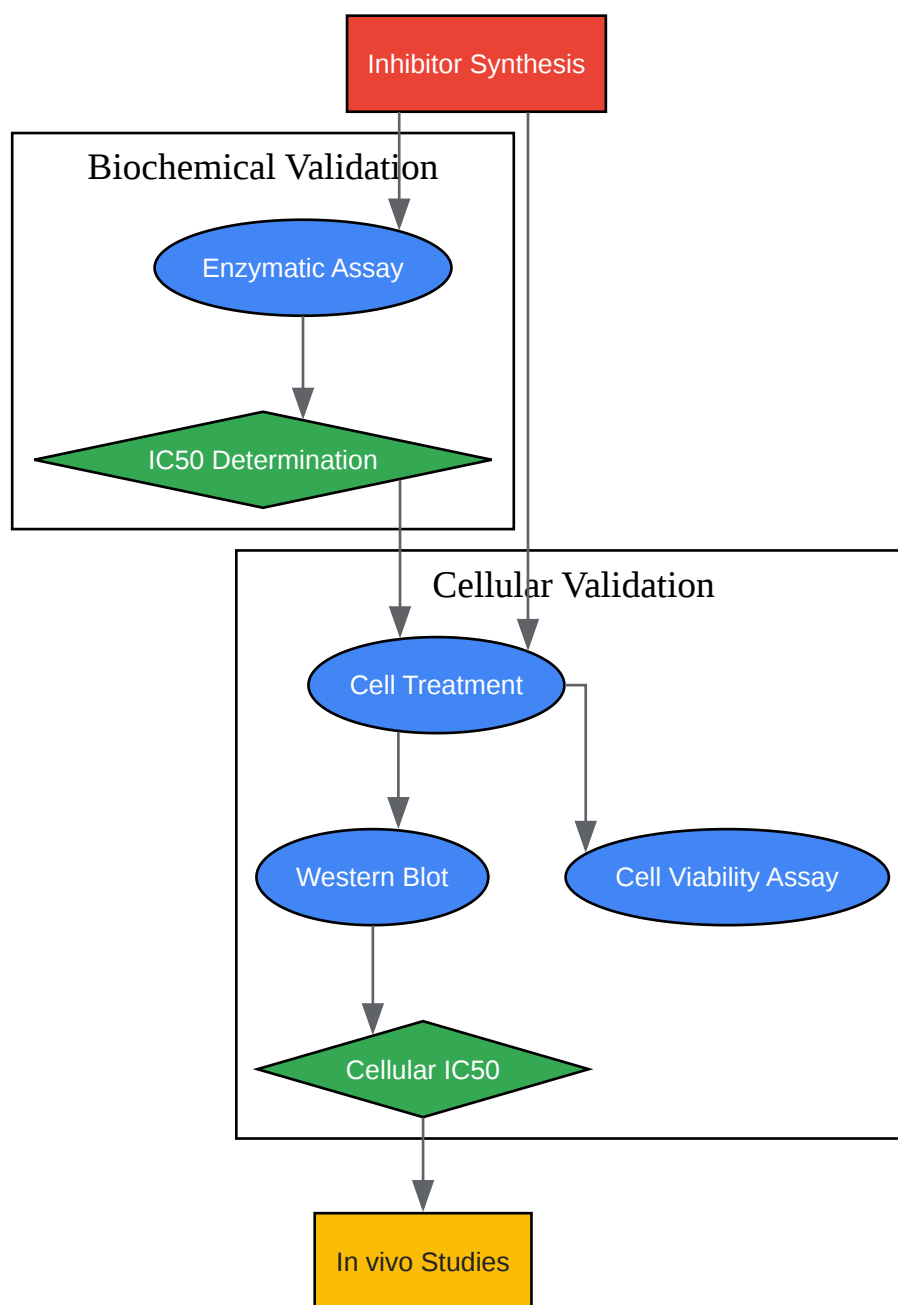 Inhibitor Synthesis
Biochemical Validation
Enzymatic Assay
IC50 Determination
Cellular Validation
Cell Treatment
Western Blot
Cell Viability Assay
Cellular IC50
In vivo Studies